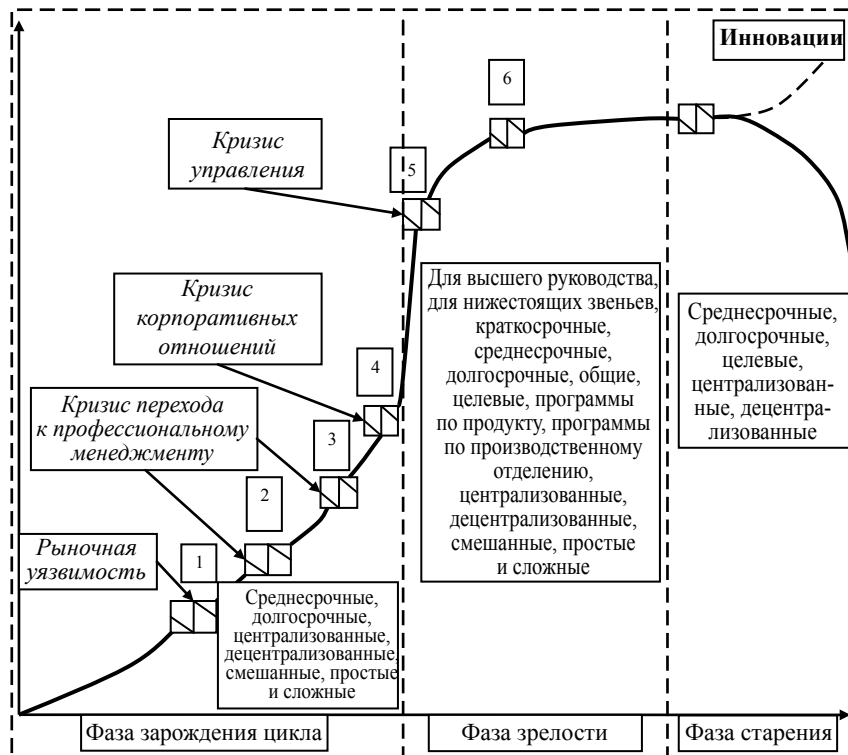 Инновации
6
Кризис
управления
5
Кризис
корпоративных
отношений
4
Кризис перехода
к профессиональному
менеджменту
3
2
Рыночная
уязвимость
1
Среднесрочные,
долгосрочные,
централизованные,
децентрализованные,
смешанные, простые
и сложные
Для высшего руководства,
для нижестоящих звеньев,
краткосрочные,
среднесрочные,
долгосрочные, общие,
целевые, программы
по продукту, программы
по производственному
отделению,
централизованные,
децентрализованные,
смешанные, простые
и сложные
Среднесрочные,
долгосрочные,
целевые,
централизован-
ные, децентра-
лизованные
Фаза зарождения цикла
Фаза зрелости
Фаза старения